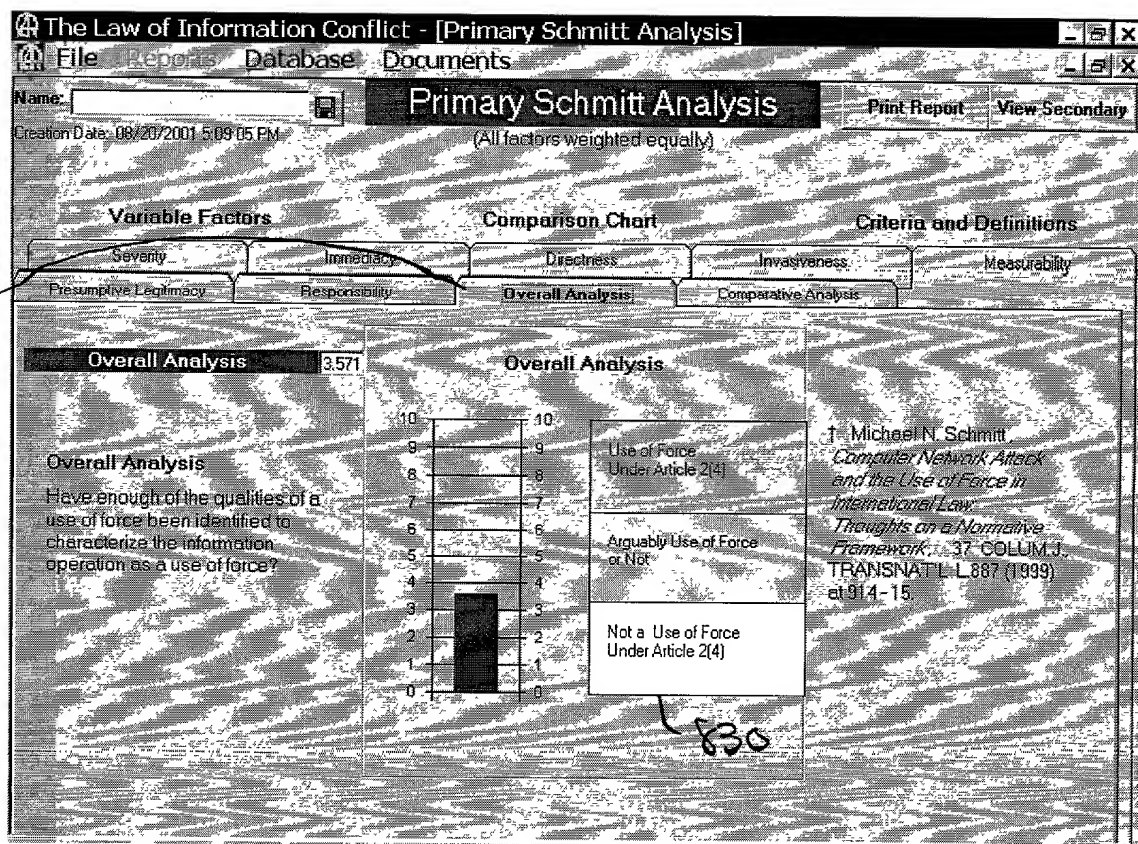 The Law of Information Conflict - [Primary Schmitt Analysis]
File Reports Database Documents
Name:
Primary Schmitt Analysis
Print Report View Secondary
Creation Date: 08/20/2001 5:09:05 PM
(All factors weighted equally)
Variable Factors Comparison Chart Criteria and Definitions
Severity Immediacy Directness Invasiveness Measurability
Presumptive Legitimacy Responsibility Overall Analysis Comparative Analysis
Overall Analysis 3.571
Overall Analysis
Have enough of the qualities of a
use of force been identified to
characterize the information
operation as a use of force?
Overall Analysis
10 10
9 9
8 8
7 7
6 6
5 5
4 4
3 3
2 2
1 1
0 0
Use of Force
Under Article 2(4)
Arguably Use of Force
or Not
Not a Use of Force
Under Article 2(4)
830
† Michael N. Schmitt,
Computer Network Attack
and the Use of Force in
International Law:
Thoughts on a Normative
Framework, 37 COLUM.J.
TRANSNAT'L L.887 (1999)
at 914-15.